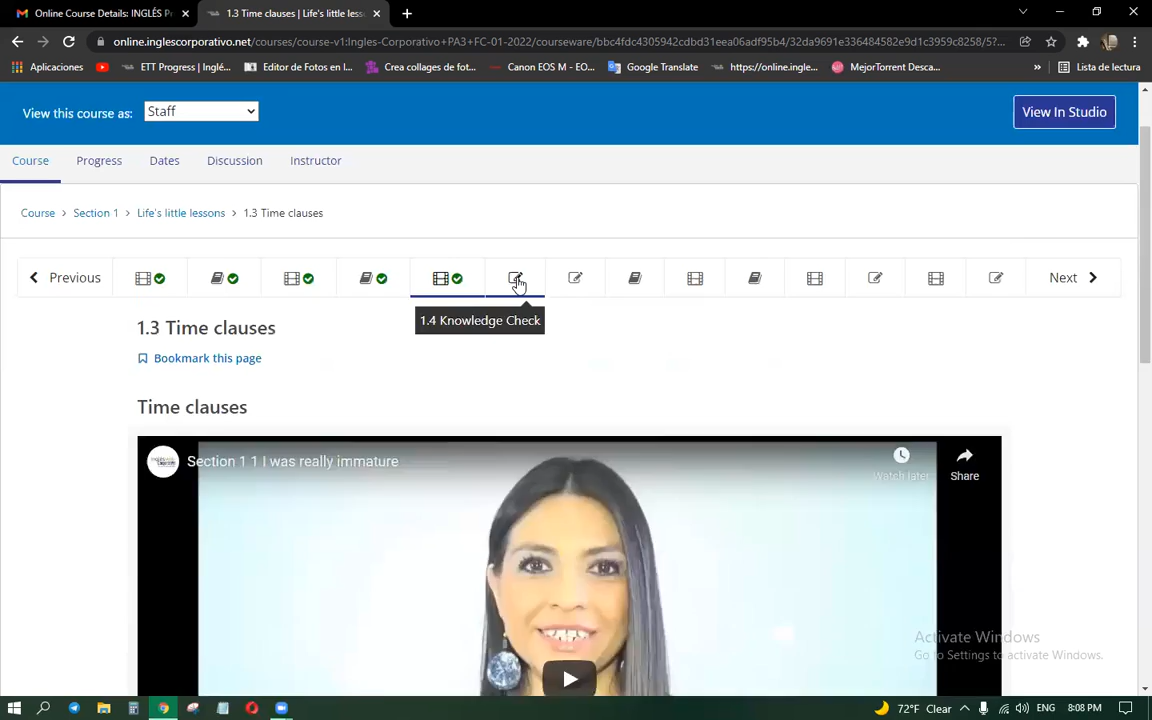 Online Course Details: INGLÉS P
1.3 Time clauses | Life's little less
online.inglescorporativo.net/courses/course-v1:Ingles-Corporativo+PA3+FC-01-2022/courseware/bbc4fdc4305942cdbd31eea06adf95b4/32da9691e336484582e9d1c3959c8258/5?...
Aplicaciones
ETT Progress | Inglé...
Editor de Fotos en l...
Crea collages de fot...
Canon EOS M - EO...
Google Translate
https://online.ingle...
MejorTorrent Desca...
»
Lista de lectura
View this course as:
Staff
View In Studio
Course
Progress
Dates
Discussion
Instructor
Course > Section 1 > Life's little lessons > 1.3 Time clauses
Previous
Next
1.4 Knowledge Check
1.3 Time clauses
Bookmark this page
Time clauses
Section 1 1 I was really immature
Watch later
Share
Activate Windows
Go to Settings to activate Windows.
72°F Clear
ENG
8:08 PM